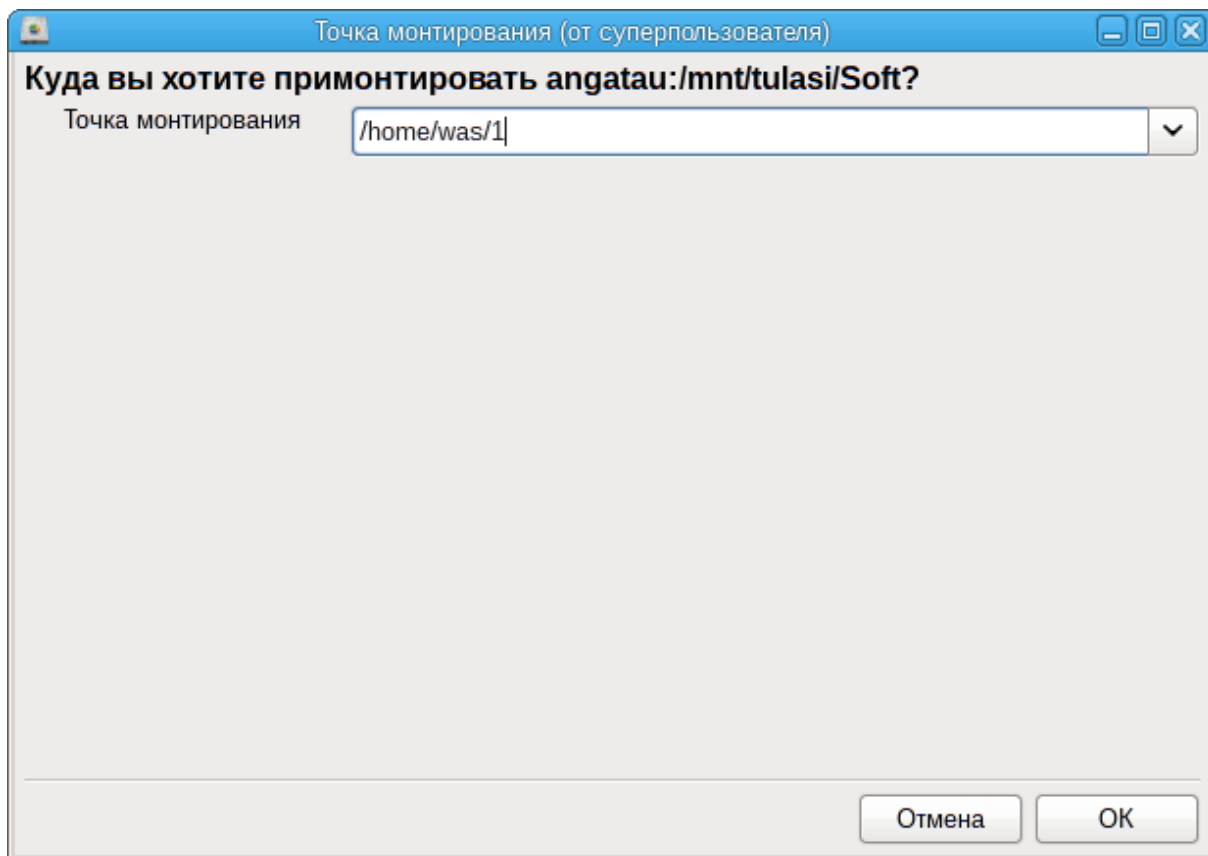 Точка монтирования (от суперпользователя)
Куда вы хотите примонтировать angatau:/mnt/tulasi/Soft?
Точка монтирования
/home/was/1
Отмена
OK